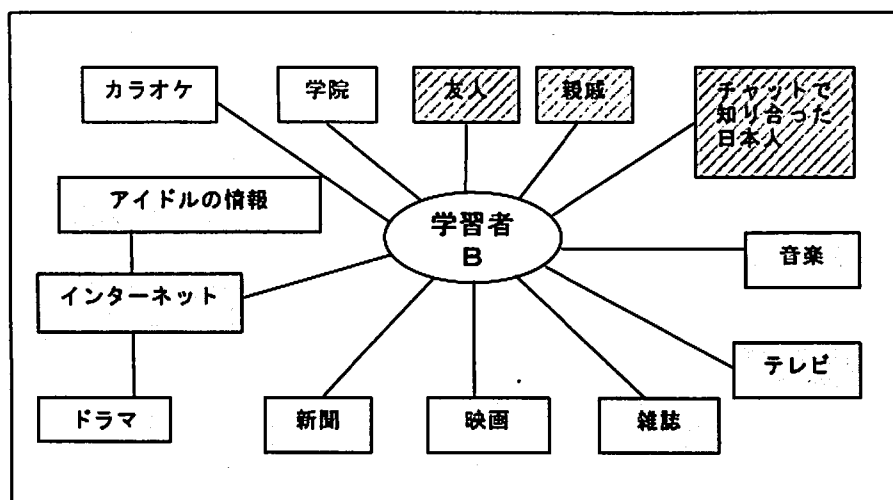 カラオケ
学院
友人
親戚
チャットで
知り合った
日本人
アイドルの情報
学習者
B
音楽
インターネット
テレビ
ドラマ
新聞
映画
雑誌